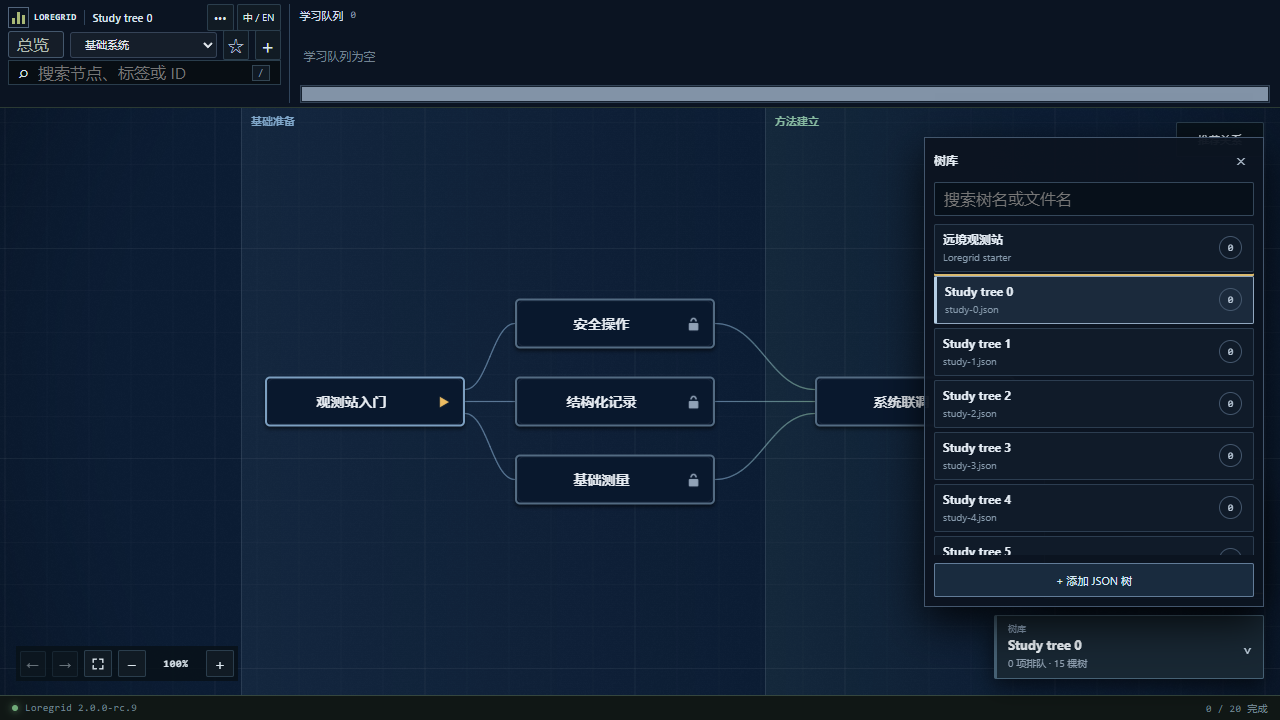 LOREGRID
Study tree 0
•••
中 / EN
总览
基础系统
☆
+
搜索节点、标签或 ID
/
学习队列 0
学习队列为空
基础准备
方法建立
观测站入门
安全操作
结构化记录
基础测量
系统联调
树库
×
搜索树名或文件名
远境观测站
Loregrid starter
0
Study tree 0
study-0.json
0
Study tree 1
study-1.json
0
Study tree 2
study-2.json
0
Study tree 3
study-3.json
0
Study tree 4
study-4.json
0
Study tree 5
+ 添加 JSON 树
树库
Study tree 0
0 项排队 · 15 棵树
←
→
−
100%
+
Loregrid 2.0.0-rc.9
0 / 20 完成